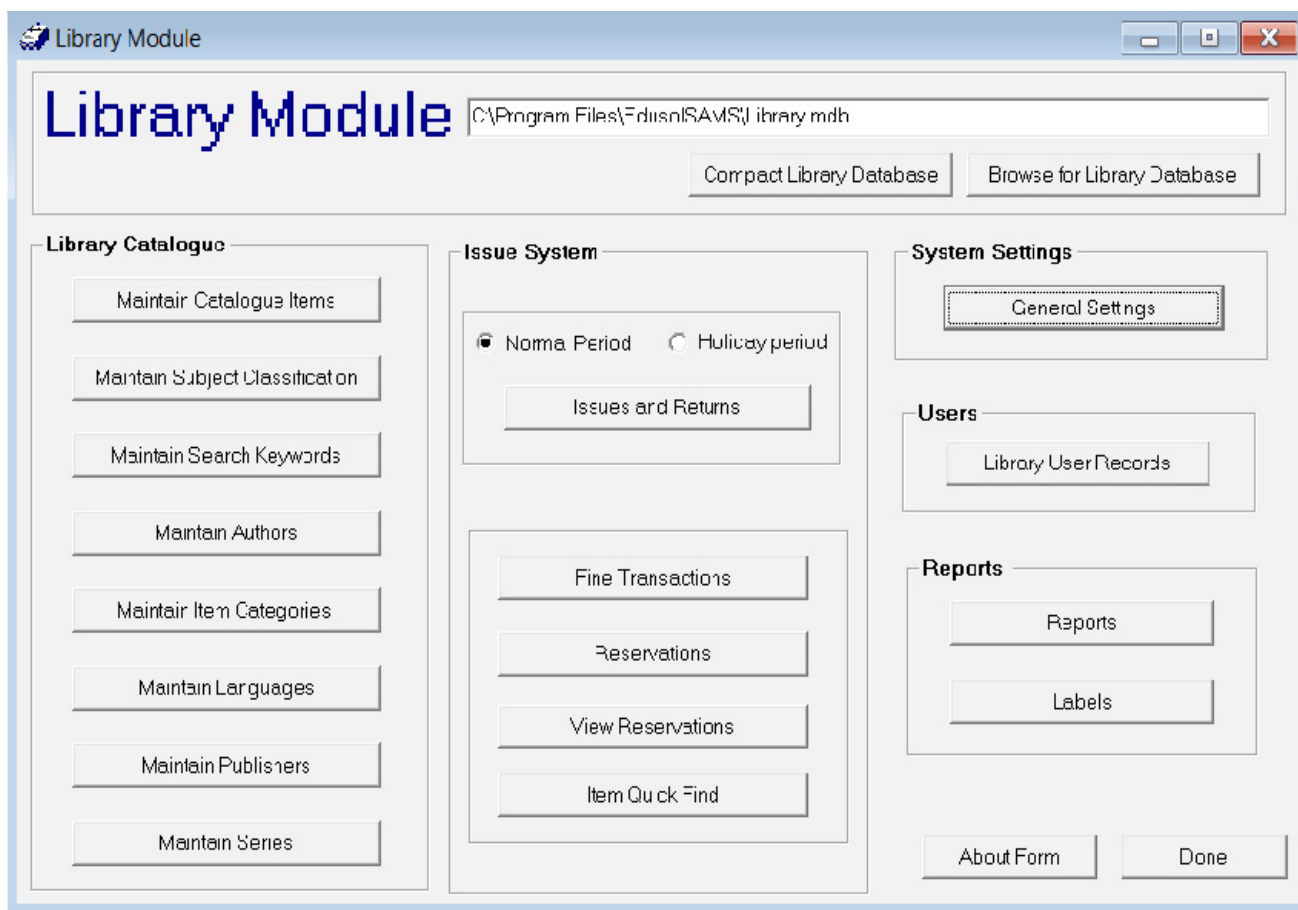 Library Module
Library Module
C:\Program Files\EdusolSAMS\Library.mdb
Compact Library Database
Browse for Library Database
Library Catalogue
Maintain Catalogue Items
Maintain Subject Classification
Maintain Search Keywords
Maintain Authors
Maintain Item Categories
Maintain Languages
Maintain Publishers
Maintain Series
Issue System
Normal Period
Holiday period
Issues and Returns
Fine Transactions
Reservations
View Reservations
Item Quick Find
System Settings
General Settings
Users
Library User Records
Reports
Reports
Labels
About Form
Done